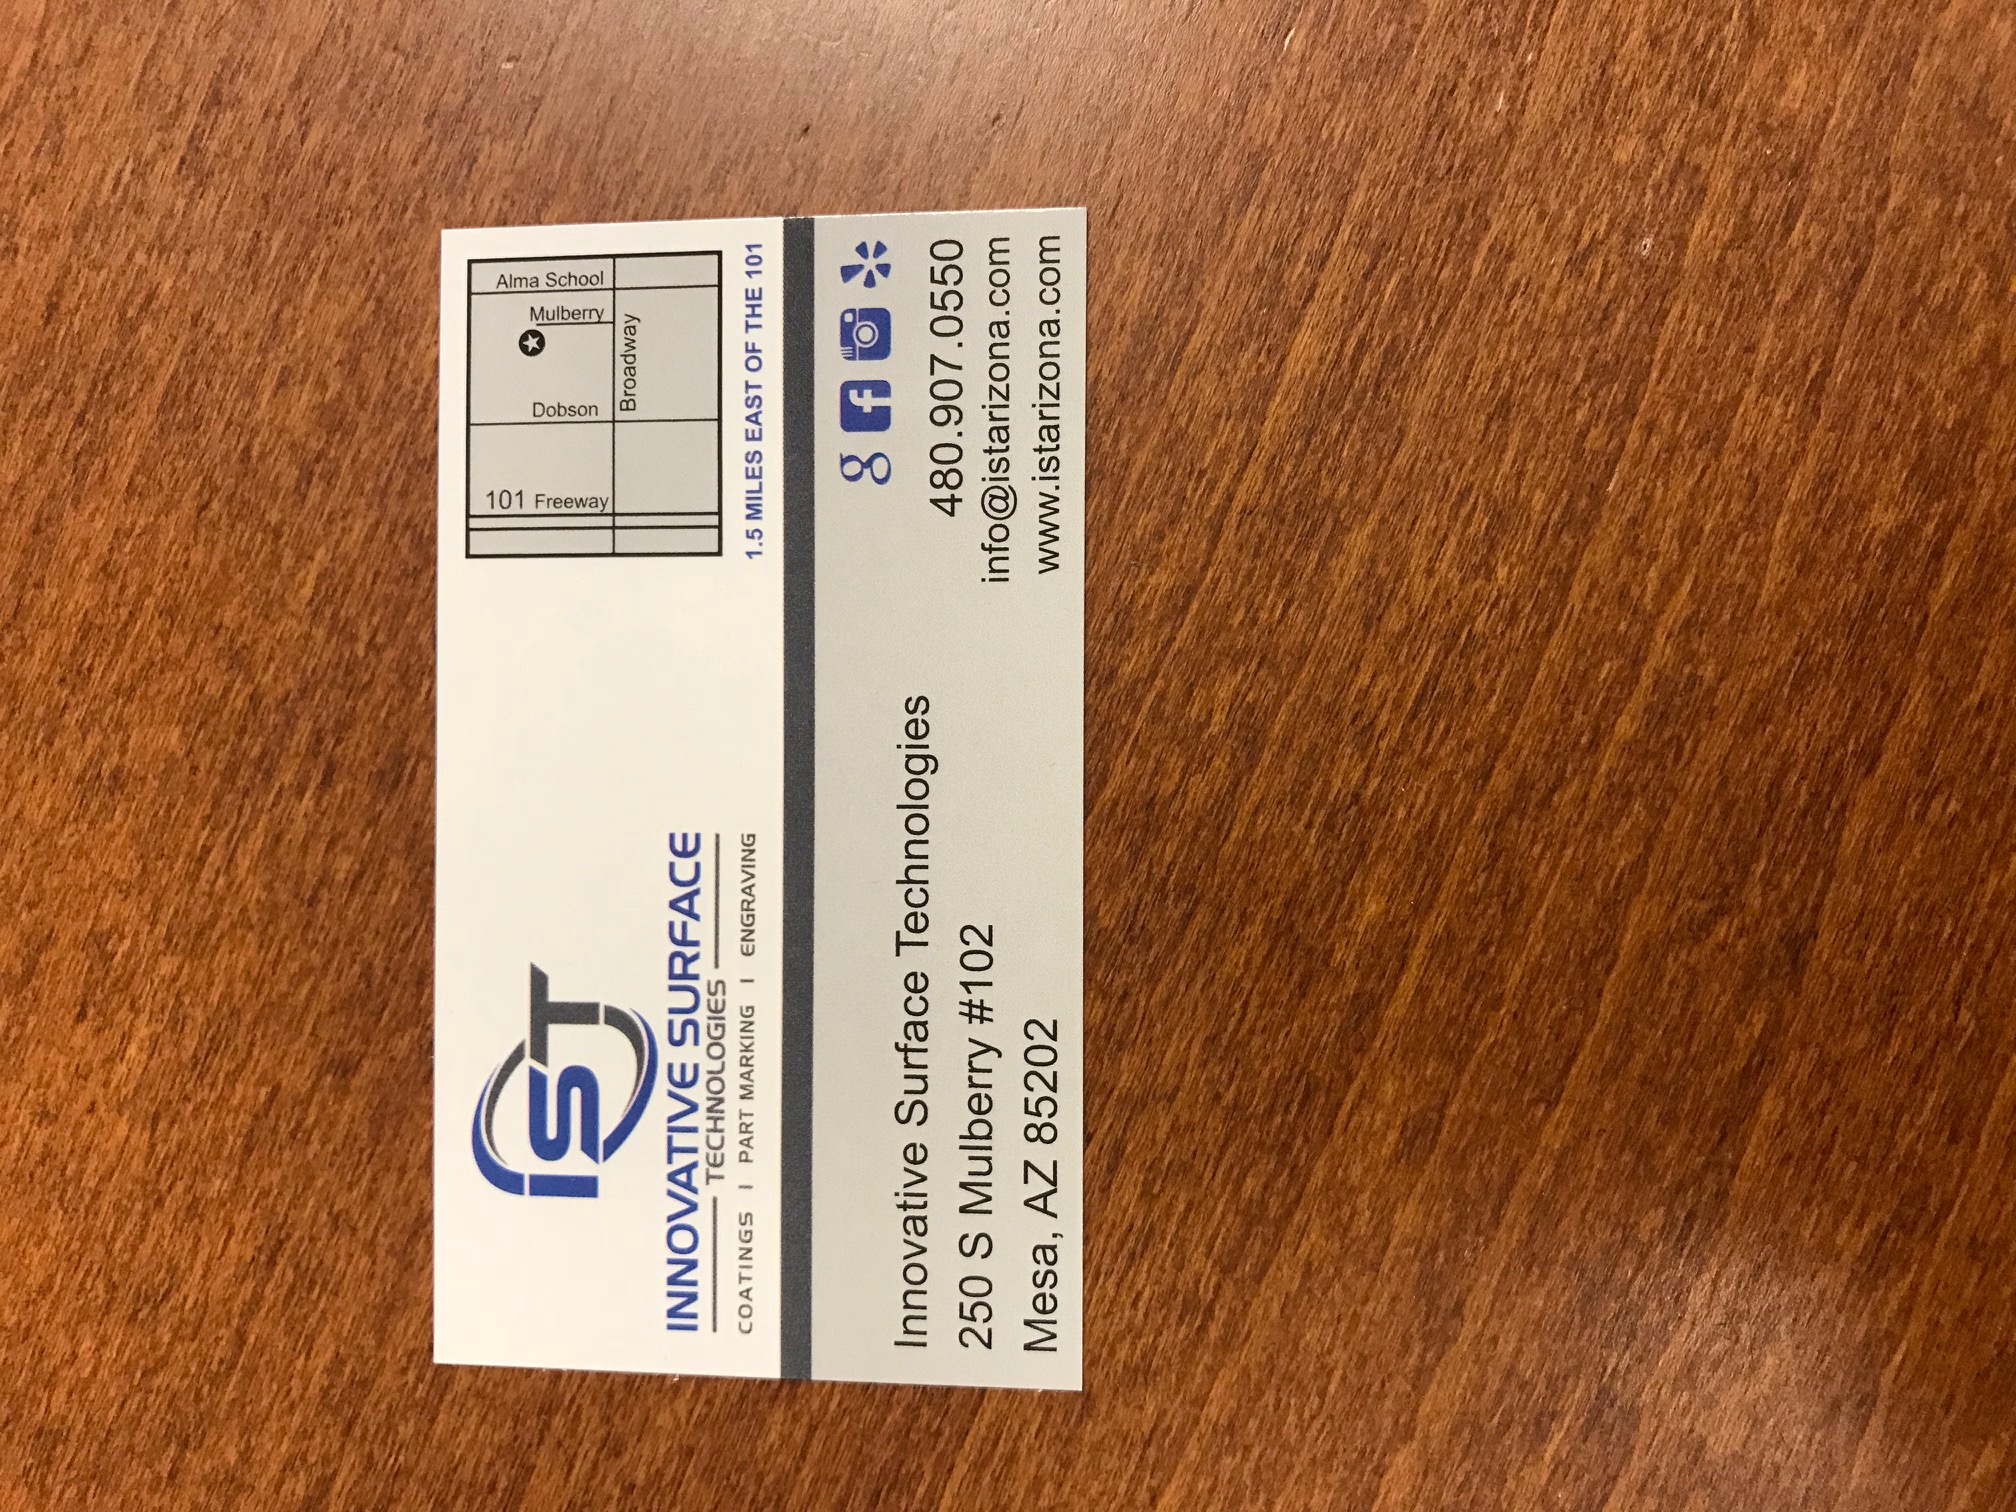 iST
INNOVATIVE SURFACE
TECHNOLOGIES
COATINGS | PART MARKING | ENGRAVING
101 Freeway
Dobson
Mulberry
Alma School
Broadway
1.5 MILES EAST OF THE 101
Innovative Surface Technologies
250 S Mulberry #102
Mesa, AZ 85202
480.907.0550
info@istarizona.com
www.istarizona.com